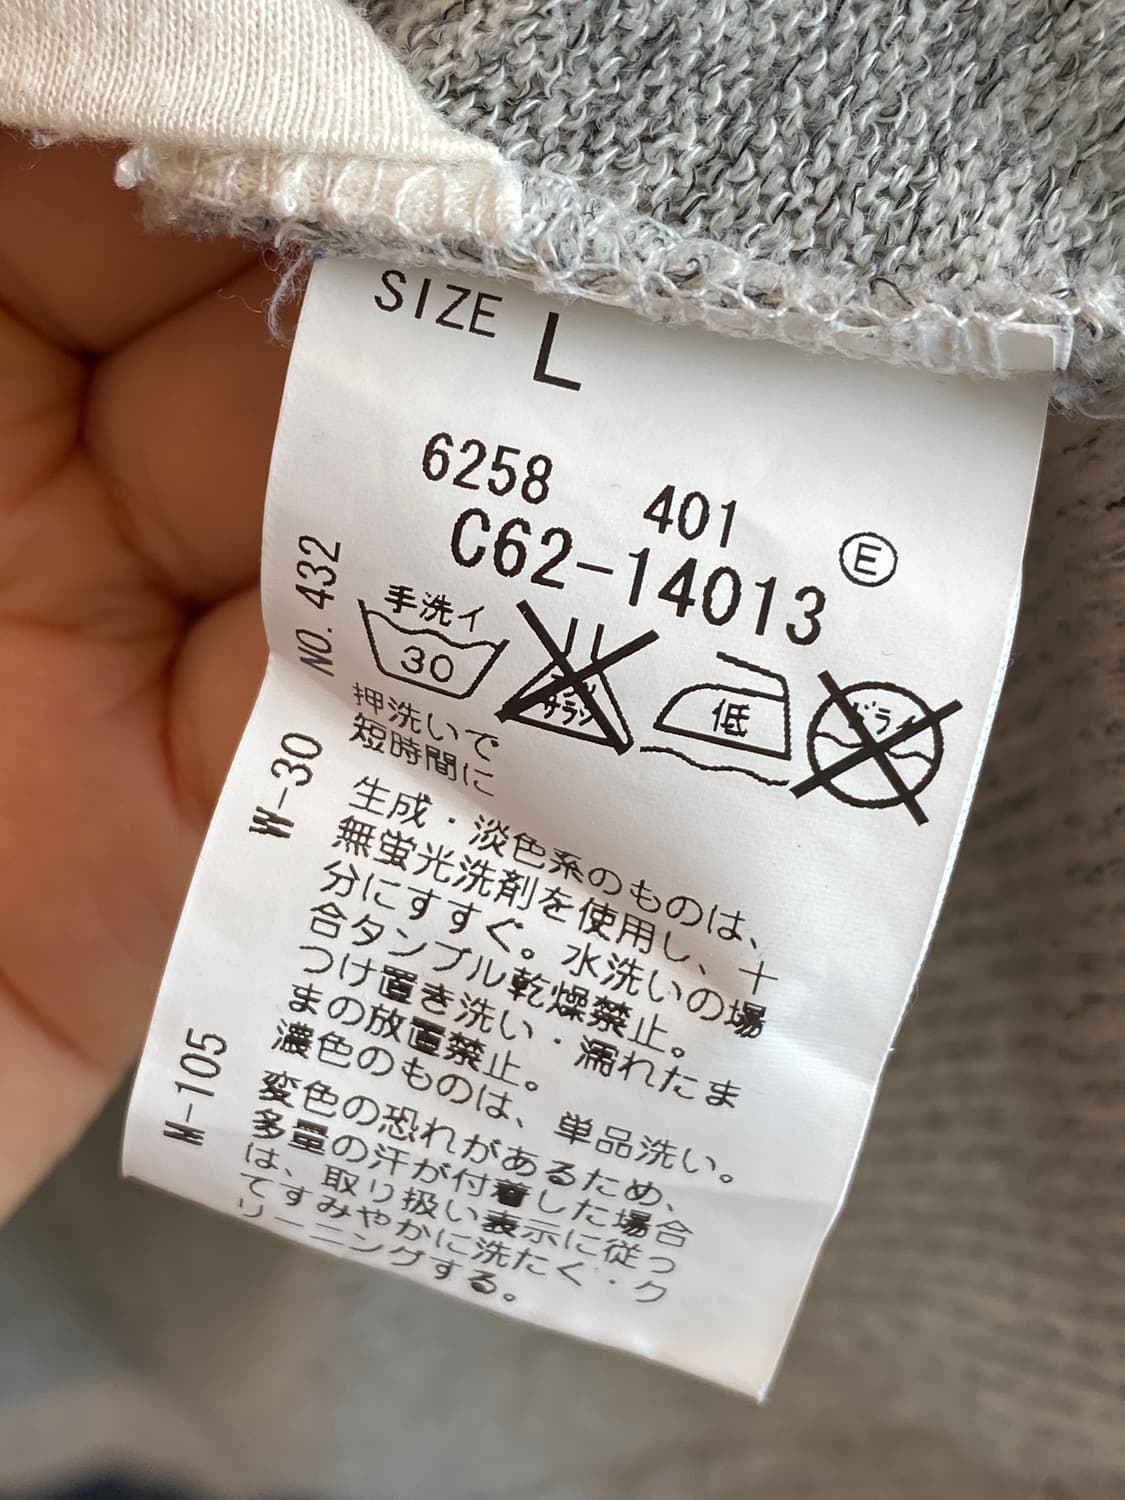 SIZE L
6258 401
C62-14013 E
NO. 432
手洗イ
30
サラシ
低
ドライ
押洗いで
短時間に
W-30
生成・淡色系のものは、
無蛍光洗剤を使用し、十
分にすすぐ。水洗いの場
合タンブル乾燥禁止。
つけ置き洗い・濡れたま
まの放置禁止。
濃色のものは、単品洗い。
変色の恐れがあるため、
多量の汗が付着した場合
は、取り扱い表示に従っ
てすみやかに洗たく・ク
リーニングする。
M-105